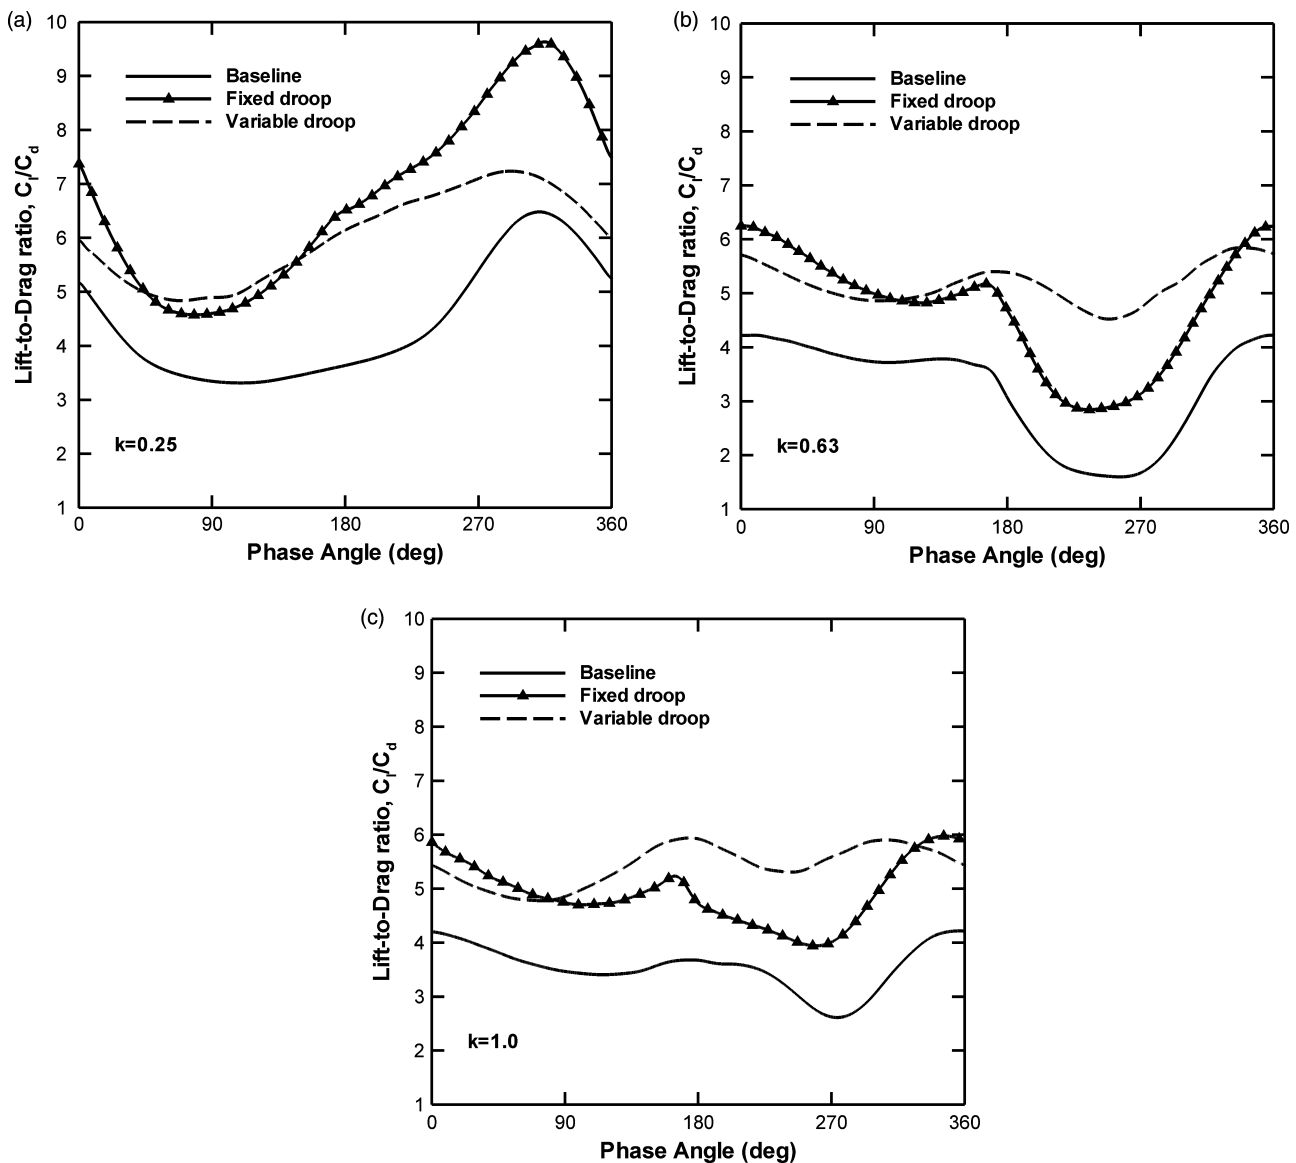 (a)
10
9
8
7
6
5
4
3
2
1
Lift-to-Drag ratio, Cl/Cd
Baseline
Fixed droop
Variable droop
k=0.25
0 90 180 270 360
Phase Angle (deg)
(b)
10
9
8
7
6
5
4
3
2
1
Lift-to-Drag ratio, Cl/Cd
Baseline
Fixed droop
Variable droop
k=0.63
0 90 180 270 360
Phase Angle (deg)
(c)
10
9
8
7
6
5
4
3
2
1
Lift-to-Drag ratio, Cl/Cd
Baseline
Fixed droop
Variable droop
k=1.0
0 90 180 270 360
Phase Angle (deg)